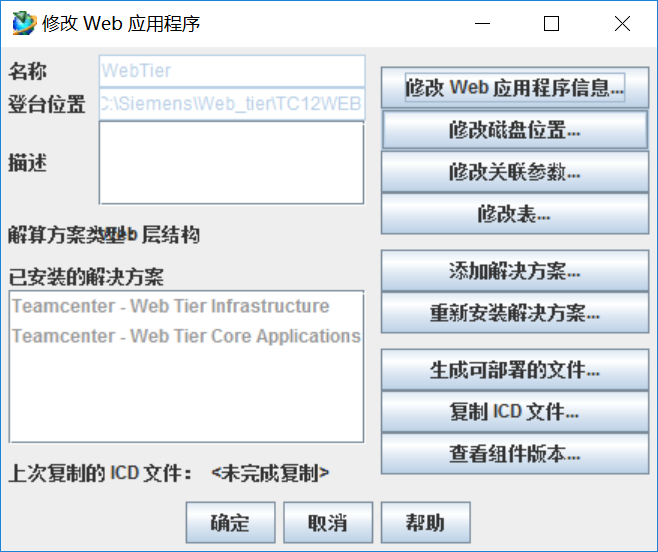 修改 Web 应用程序
名称
WebTier
登台位置
C:\Siemens\Web_tier\TC12WEB
描述
解算方案类型
层结构
已安装的解决方案
Teamcenter - Web Tier Infrastructure
Teamcenter - Web Tier Core Applications
上次复制的 ICD 文件： <未完成复制>
修改 Web 应用程序信息...
修改磁盘位置...
修改关联参数...
修改表...
添加解决方案...
重新安装解决方案...
生成可部署的文件...
复制 ICD 文件...
查看组件版本...
确定
取消
帮助